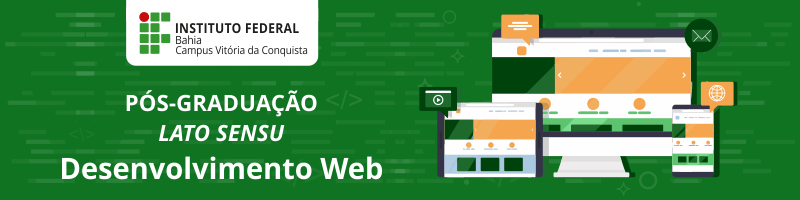 INSTITUTO FEDERAL
Bahia
Campus Vitória da Conquista
PÓS-GRADUAÇÃO
LATO SENSU
Desenvolvimento Web